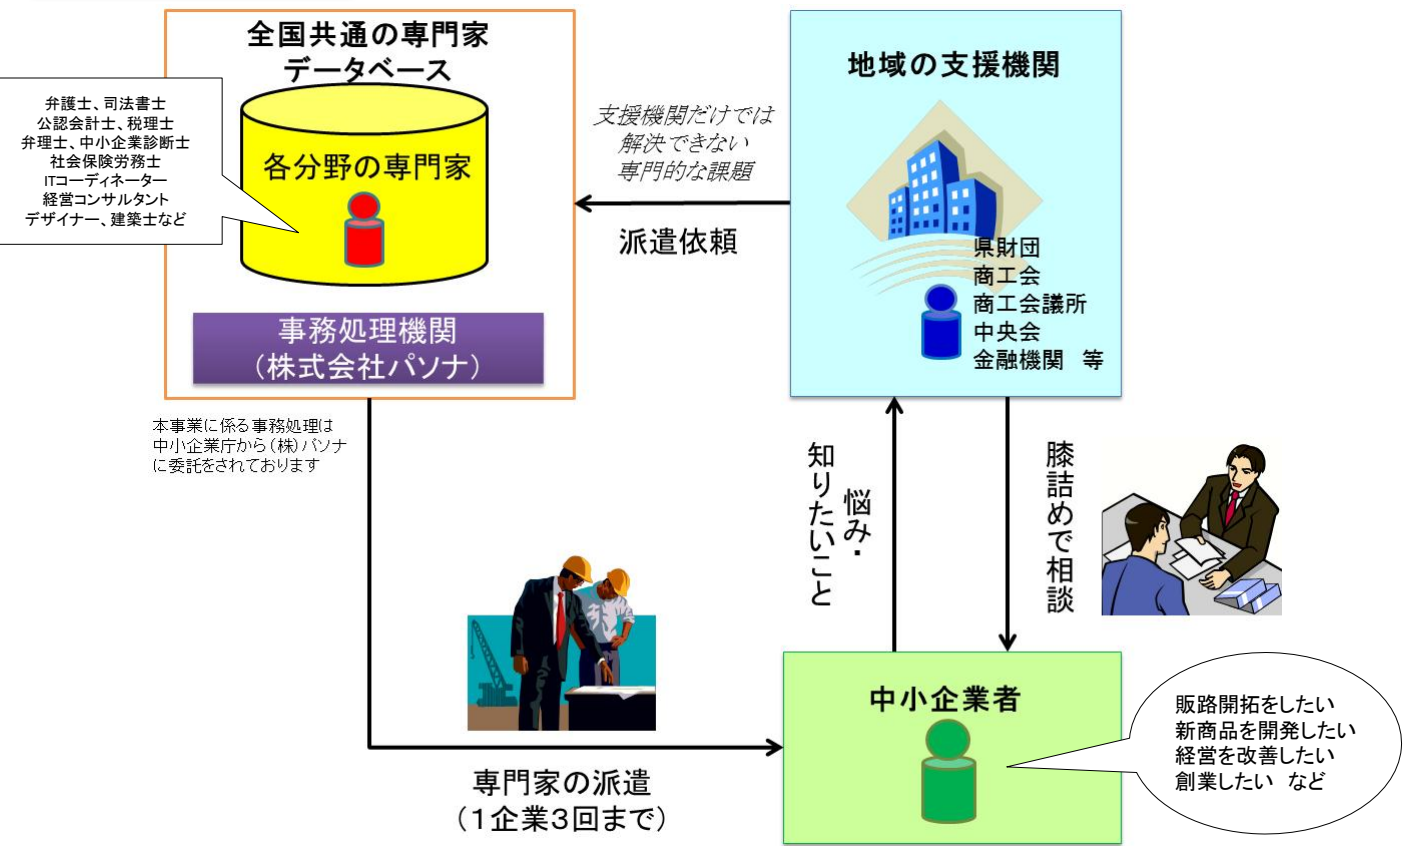 全国共通の専門家
データベース
弁護士、司法書士
公認会計士、税理士
弁理士、中小企業診断士
社会保険労務士
ITコーディネーター
経営コンサルタント
デザイナー、建築士など
各分野の専門家
事務処理機関
（株式会社パソナ）
本事業に係る事務処理は
中小企業庁から（株）パソナ
に委託をされております
支援機関だけでは
解決できない
専門的な課題
派遣依頼
地域の支援機関
県財団
商工会
商工会議所
中央会
金融機関　等
悩み・
知りたいこと
膝詰めで相談
専門家の派遣
（１企業３回まで）
中小企業者
販路開拓をしたい
新商品を開発したい
経営を改善したい
創業したい　など